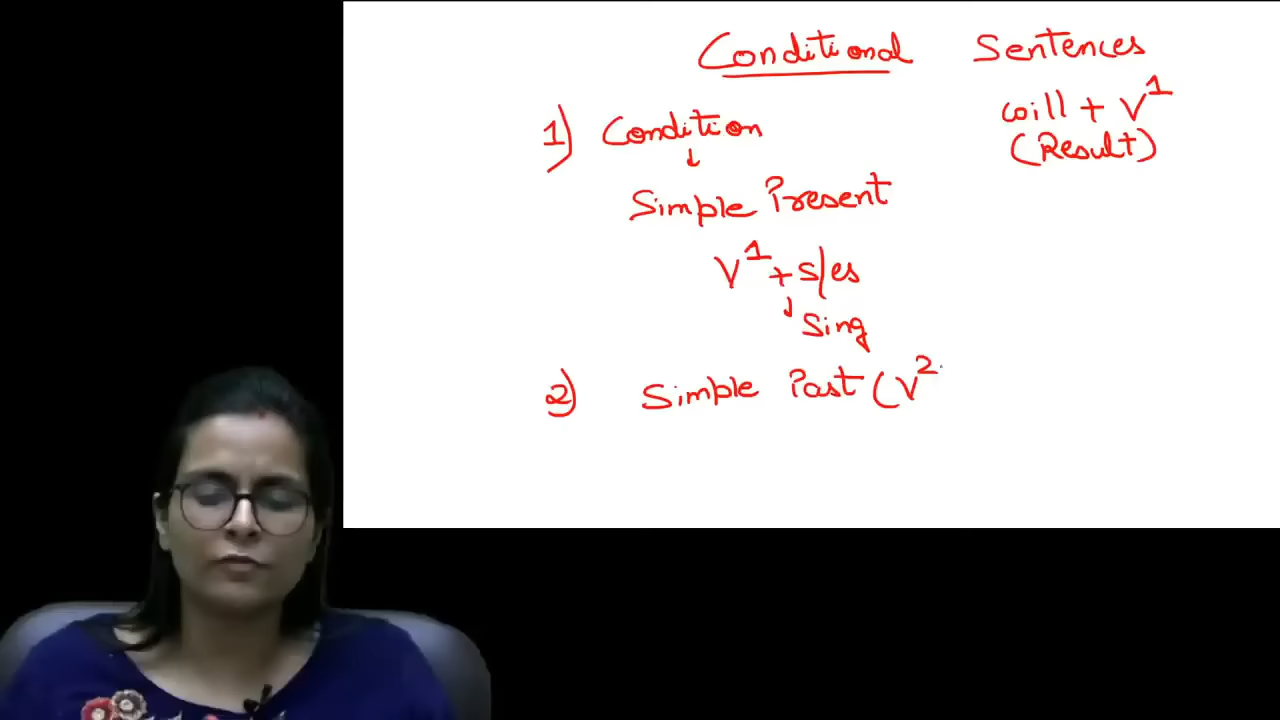 Conditional Sentences
1) Condition will + V¹
↓ (Result)
Simple Present
V¹ + s/es
↓ Sing
2) Simple Past (V²